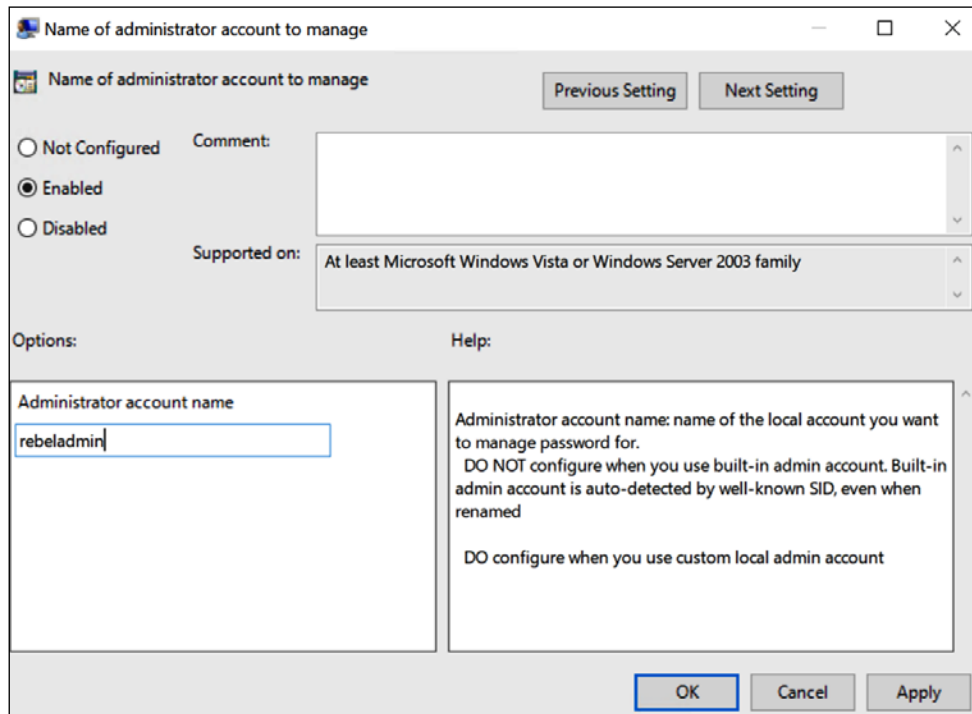 Name of administrator account to manage
Name of administrator account to manage
Previous Setting
Next Setting
Not Configured
Comment:
Enabled
Disabled
Supported on:
At least Microsoft Windows Vista or Windows Server 2003 family
Options:
Help:
Administrator account name
rebeladmin
Administrator account name: name of the local account you want
to manage password for.
DO NOT configure when you use built-in admin account. Built-in
admin account is auto-detected by well-known SID, even when
renamed
DO configure when you use custom local admin account
OK
Cancel
Apply